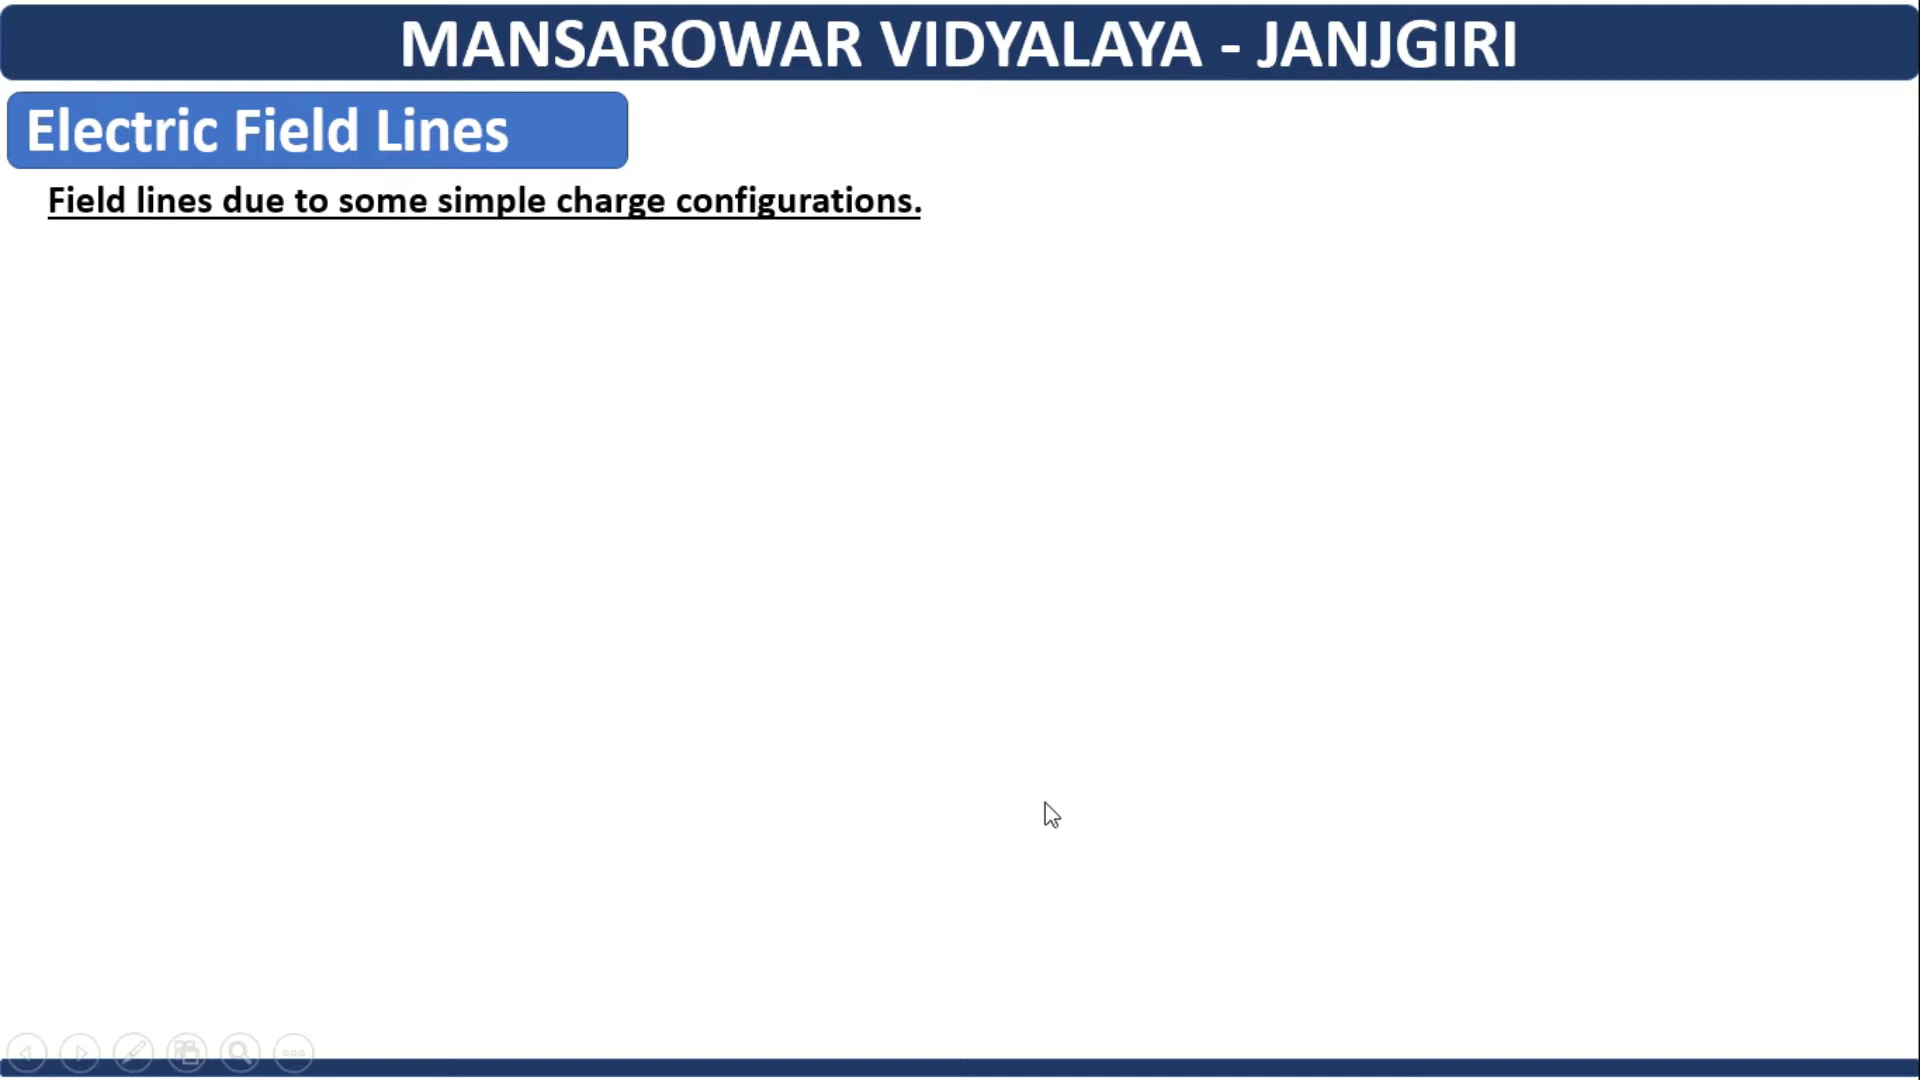 MANSAROWAR VIDYALAYA - JANJGIRI
Electric Field Lines
Field lines due to some simple charge configurations.